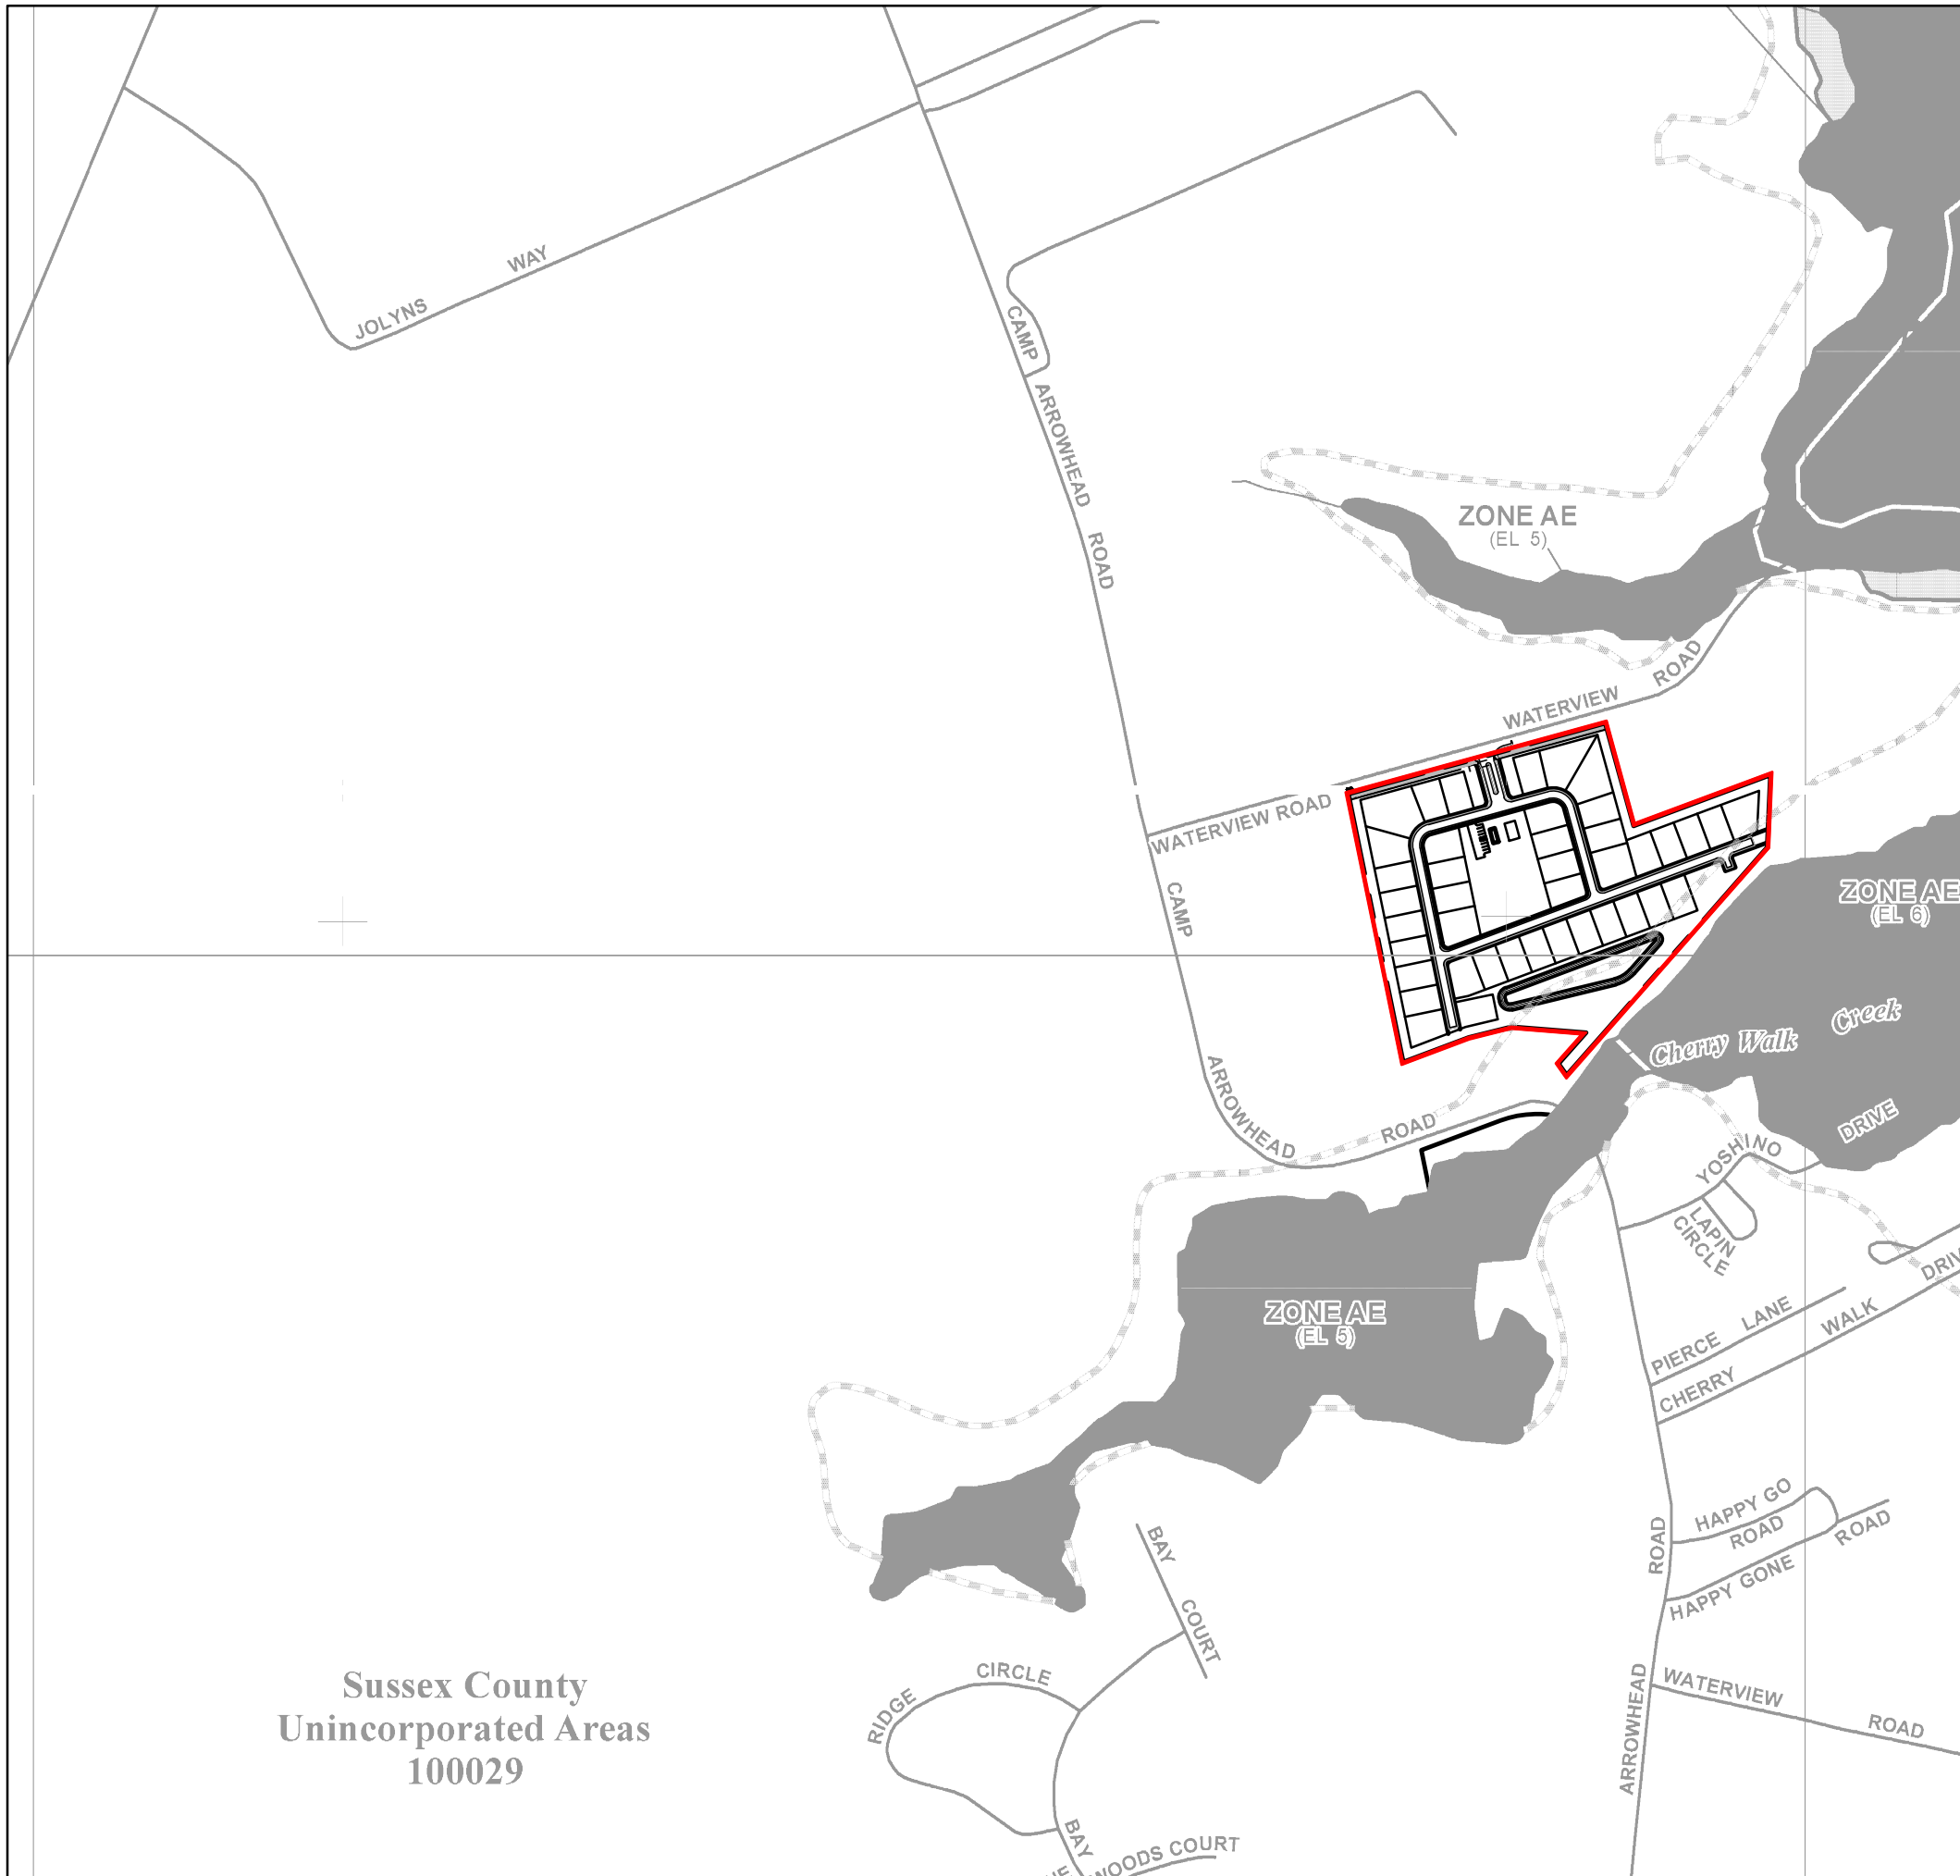 WAY
JOLYNS
CAMP
ARROWHEAD
ROAD
ZONE AE
(EL 5)
ROAD
WATERVIEW
WATERVIEW ROAD
CAMP
ZONE AE
(EL 6)
Cherry Walk Creek
ARROWHEAD
ROAD
YOSHINO
DRIVE
LAPIN
CIRCLE
ZONE AE
(EL 5)
PIERCE LANE
CHERRY WALK
HAPPY GO
ROAD
HAPPY GONE
ROAD
ROAD
BAY
COURT
Sussex County
Unincorporated Areas
100029
RIDGE
CIRCLE
ARROWHEAD
WATERVIEW
ROAD
BAY
WOODS COURT